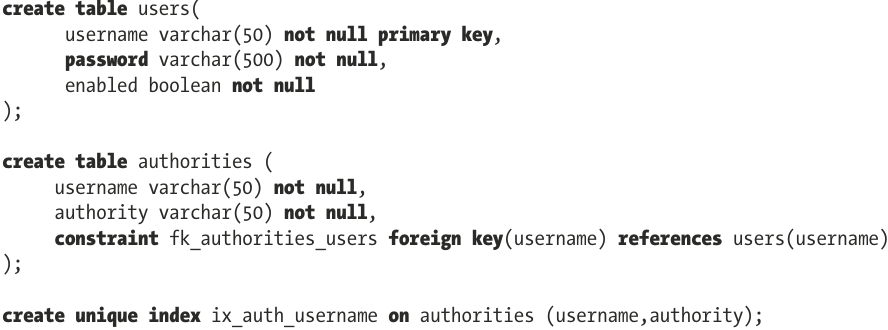 create table users(
username varchar(50) not null primary key,
password varchar(500) not null,
enabled boolean not null
);
create table authorities (
username varchar(50) not null,
authority varchar(50) not null,
constraint fk_authorities_users foreign key(username) references users(username)
);
create unique index ix_auth_username on authorities (username,authority);